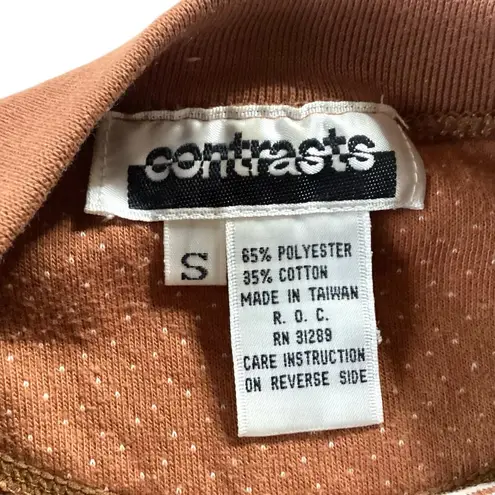 contrasts
S
65% POLYESTER
35% COTTON
MADE IN TAIWAN
R. O. C.
RN 31289
CARE INSTRUCTION
ON REVERSE SIDE